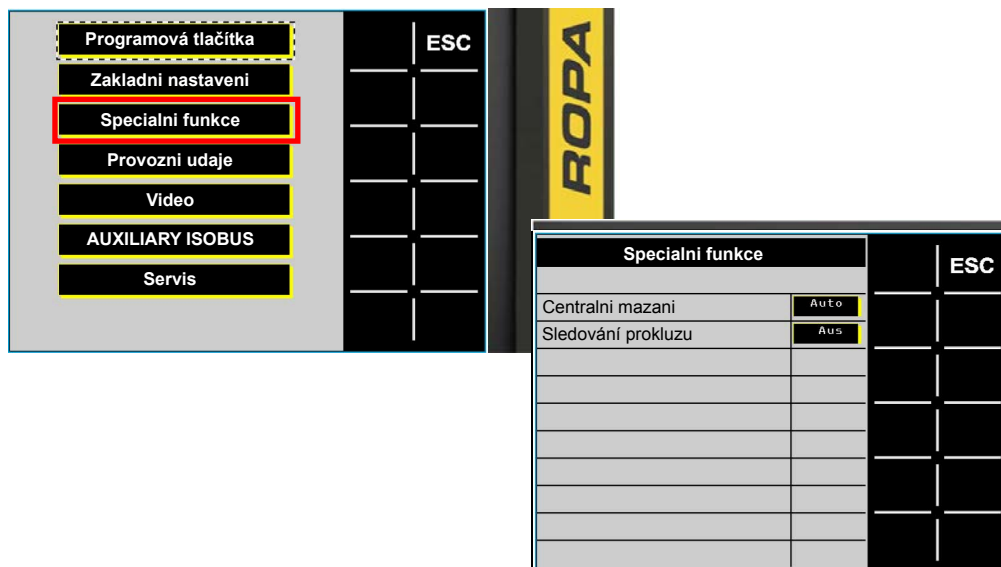 Programová tlačítka
ESC
Zakladni nastaveni
Specialni funkce
Provozni udaje
Video
AUXILIARY ISOBUS
Servis
ROPA
Specialni funkce
ESC
Centralni mazani
Auto
Sledování prokluzu
Aus